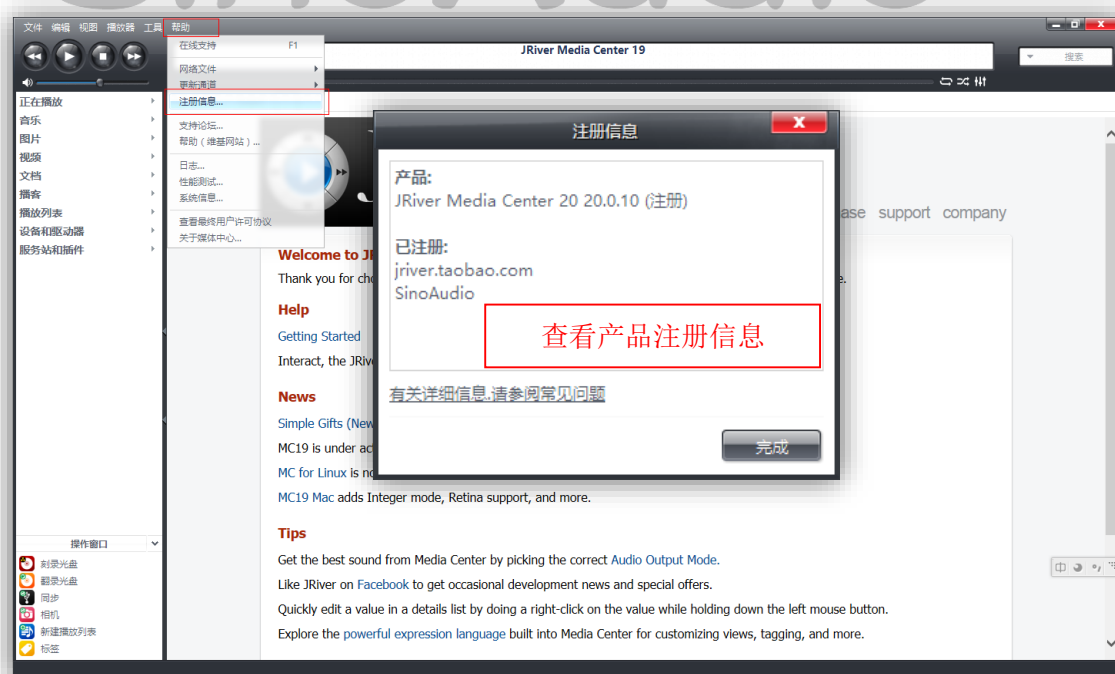 文件 编辑 视图 播放器 工具 帮助
JRiver Media Center 19
搜索
在线支持 F1
网络文件
更新通道
注册信息...
支持论坛...
帮助（维基网站）...
日志...
性能测试...
系统信息...
查看最终用户许可协议
关于媒体中心...
正在播放
音乐
图片
视频
文档
播客
播放列表
设备和驱动器
服务站和插件
注册信息
产品:
JRiver Media Center 20 20.0.10 (注册)
已注册:
jriver.taobao.com
SinoAudio
查看产品注册信息
有关详细信息.请参阅常见问题
完成
ase support company
Welcome to JR
Thank you for cho
Help
Getting Started
Interact, the JRive
News
Simple Gifts (New
MC19 is under ac
MC for Linux is no
MC19 Mac adds Integer mode, Retina support, and more.
Tips
Get the best sound from Media Center by picking the correct Audio Output Mode.
Like JRiver on Facebook to get occasional development news and special offers.
Quickly edit a value in a details list by doing a right-click on the value while holding down the left mouse button.
Explore the powerful expression language built into Media Center for customizing views, tagging, and more.
操作窗口
刻录光盘
翻录光盘
同步
相机
新建播放列表
标签
中